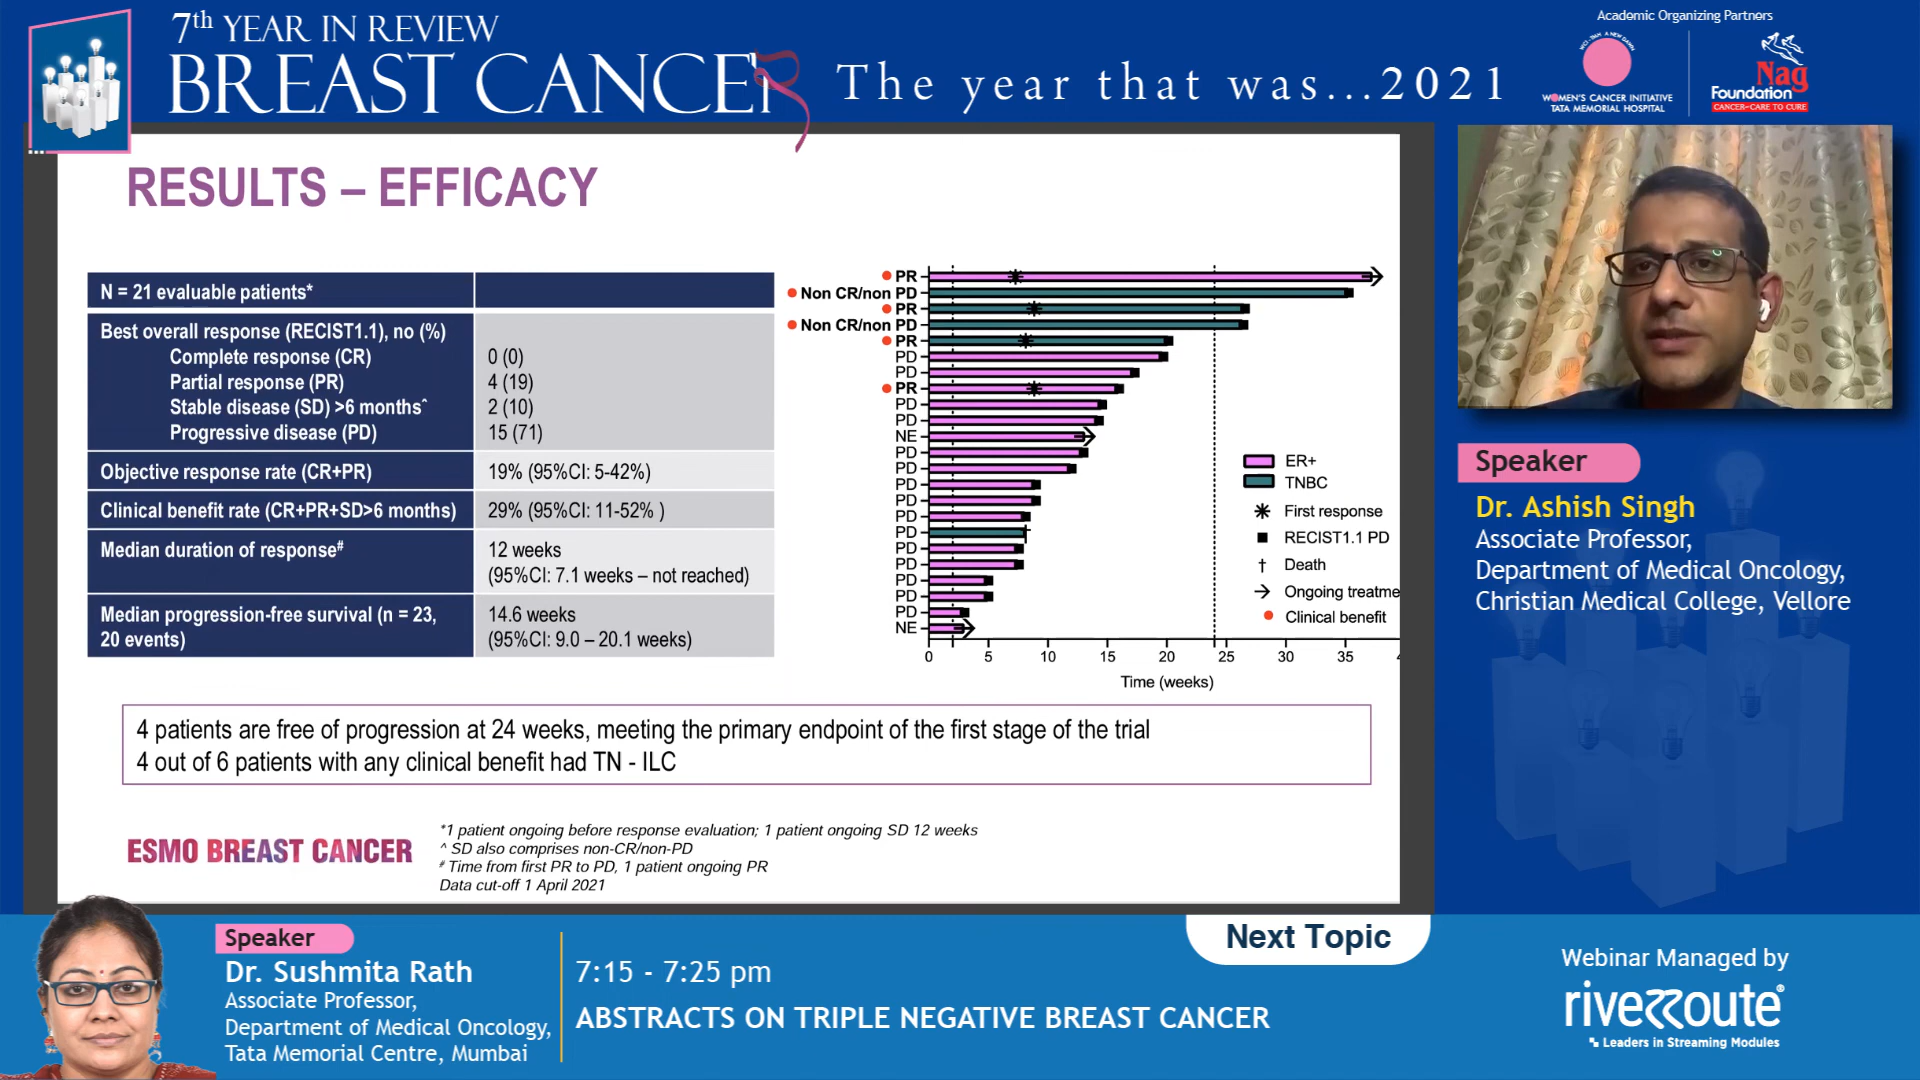 7th YEAR IN REVIEW
BREAST CANCER
The year that was...2021
Academic Organizing Partners
WOMEN'S CANCER INITIATIVE
TATA MEMORIAL HOSPITAL
Nag
Foundation
CANCER-CARE TO CURE
RESULTS – EFFICACY
N = 21 evaluable patients*
Best overall response (RECIST1.1), no (%)
Complete response (CR) 0 (0)
Partial response (PR) 4 (19)
Stable disease (SD) >6 months^ 2 (10)
Progressive disease (PD) 15 (71)
Objective response rate (CR+PR) 19% (95%CI: 5-42%)
Clinical benefit rate (CR+PR+SD>6 months) 29% (95%CI: 11-52% )
Median duration of response# 12 weeks
(95%CI: 7.1 weeks – not reached)
Median progression-free survival (n = 23, 14.6 weeks
20 events) (95%CI: 9.0 – 20.1 weeks)
PR
Non CR/non PD
PR
Non CR/non PD
PR
PD
PD
PR
PD
PD
NE
PD
PD
PD
PD
PD
PD
PD
PD
PD
PD
PD
NE
0 5 10 15 20 25 30 35
Time (weeks)
ER+
TNBC
First response
RECIST1.1 PD
† Death
Ongoing treatme
Clinical benefit
4 patients are free of progression at 24 weeks, meeting the primary endpoint of the first stage of the trial
4 out of 6 patients with any clinical benefit had TN - ILC
ESMO BREAST CANCER
*1 patient ongoing before response evaluation; 1 patient ongoing SD 12 weeks
^ SD also comprises non-CR/non-PD
# Time from first PR to PD, 1 patient ongoing PR
Data cut-off 1 April 2021
Speaker
Dr. Ashish Singh
Associate Professor,
Department of Medical Oncology,
Christian Medical College, Vellore
Speaker
Dr. Sushmita Rath
Associate Professor,
Department of Medical Oncology,
Tata Memorial Centre, Mumbai
Next Topic
7:15 - 7:25 pm
ABSTRACTS ON TRIPLE NEGATIVE BREAST CANCER
Webinar Managed by
riveroute
Leaders in Streaming Modules